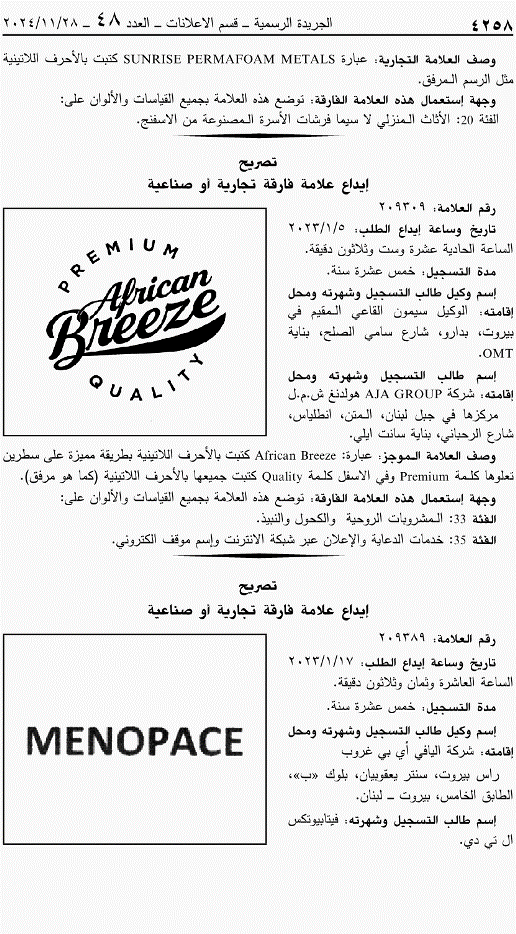 ٤٢٥٨ الجريدة الرسمية ـ قسم الاعلانات ـ العدد ٤٨ ـ ٢٠٢٤/١١/٢٨
وصف العلامة التجارية: عبارة SUNRISE PERMAFOAM METALS كتبت بالأحرف اللاتينية
مثل الرسم المرفق.
وجهة إستعمال هذه العلامة الفارقة: توضع هذه العلامة بجميع القياسات والألوان على:
الفئة 20: الأثاث المنزلي لا سيما فرشات الأسرة المصنوعة من الاسفنج.
تصريح
إيداع علامة فارقة تجارية أو صناعية
رقم العلامة: ٢٠٩٣٠٩
تاريخ وساعة إيداع الطلب: ٢٠٢٣/١/٥
الساعة الحادية عشرة وست وثلاثون دقيقة.
مدة التسجيل: خمس عشرة سنة.
إسم وكيل طالب التسجيل وشهرته ومحل
إقامته: الوكيل سيمون القاعي المقيم في
بيروت، بدارو، شارع سامي الصلح، بناية
OMT.
إسم طالب التسجيل وشهرته ومحل
إقامته: شركة AJA GROUP هولدنغ ش.م.ل
مركزها في جبل لبنان، المتن، انطلياس،
شارع الرحباني، بناية سانت ايلي.
PREMIUM
African
Breeze
QUALITY
وصف العلامة الموجز: عبارة: African Breeze كتبت بالأحرف اللاتينية بطريقة مميزة على سطرين
تعلوها كلمة Premium وفي الاسفل كلمة Quality كتبت جميعها بالأحرف اللاتينية (كما هو مرفق).
وجهة إستعمال هذه العلامة الفارقة: توضع هذه العلامة بجميع القياسات والألوان على:
الفئة 33: المشروبات الروحية والكحول والنبيذ.
الفئة 35: خدمات الدعاية والإعلان عبر شبكة الانترنت وإسم موقف الكتروني.
تصريح
إيداع علامة فارقة تجارية أو صناعية
رقم العلامة: ٢٠٩٣٨٩
تاريخ وساعة إيداع الطلب: ٢٠٢٣/١/١٧
الساعة العاشرة وثمان وثلاثون دقيقة.
مدة التسجيل: خمس عشرة سنة.
إسم وكيل طالب التسجيل وشهرته ومحل
إقامته: شركة اليافي أي بي غروب
راس بيروت، سنتر يعقوبيان، بلوك «ب»،
الطابق الخامس، بيروت ـ لبنان.
إسم طالب التسجيل وشهرته: فيتابيوتكس
ال تي دي.
MENOPACE